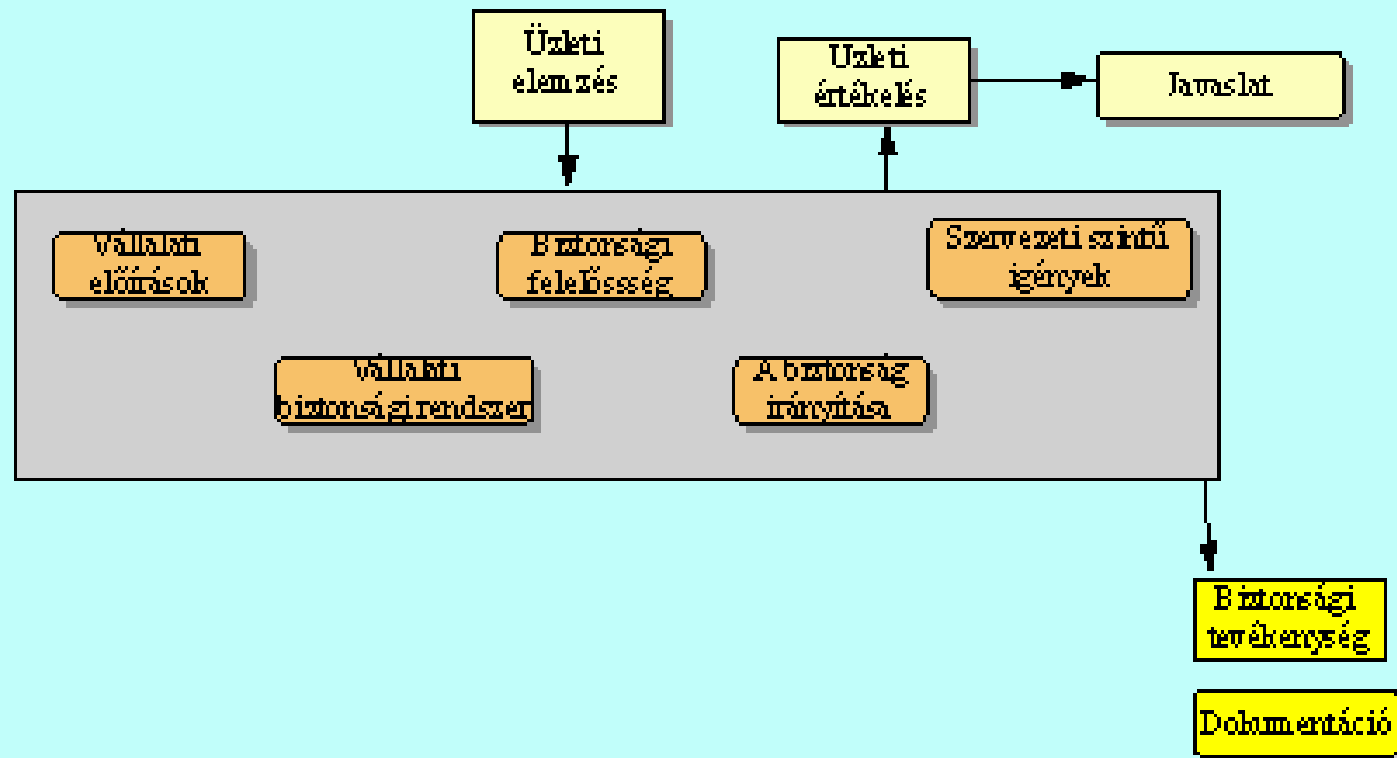 Üzleti
elemzés
Üzleti
értékelés
Javaslat
Vállalati
előírások
Biztonsági
felelőssség
Szervezeti szintű
igények
Vállalati
biztonsági rendszer
A biztonság
irányítása
Biztonsági
tevékenység
Dokumentáció